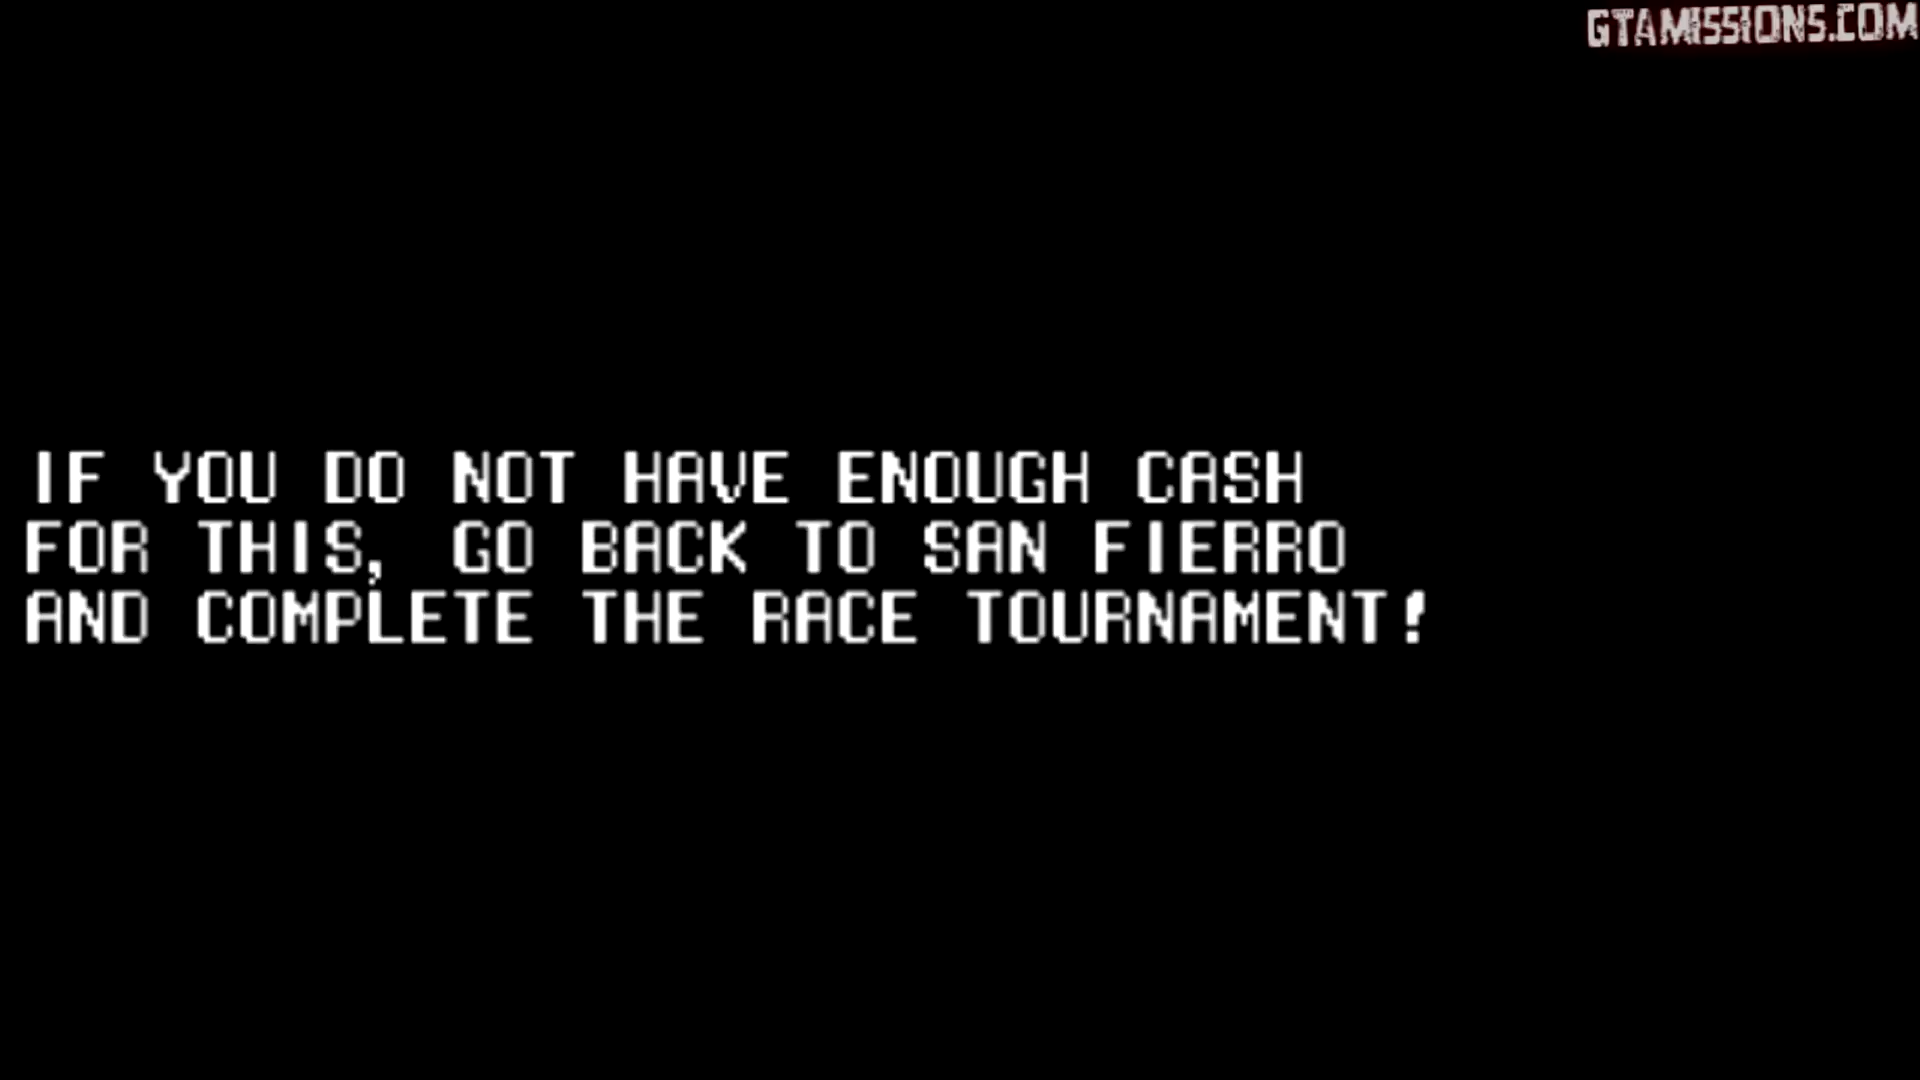 GTAMISSIONS.COM
IF YOU DO NOT HAVE ENOUGH CASH
FOR THIS, GO BACK TO SAN FIERRO
AND COMPLETE THE RACE TOURNAMENT!